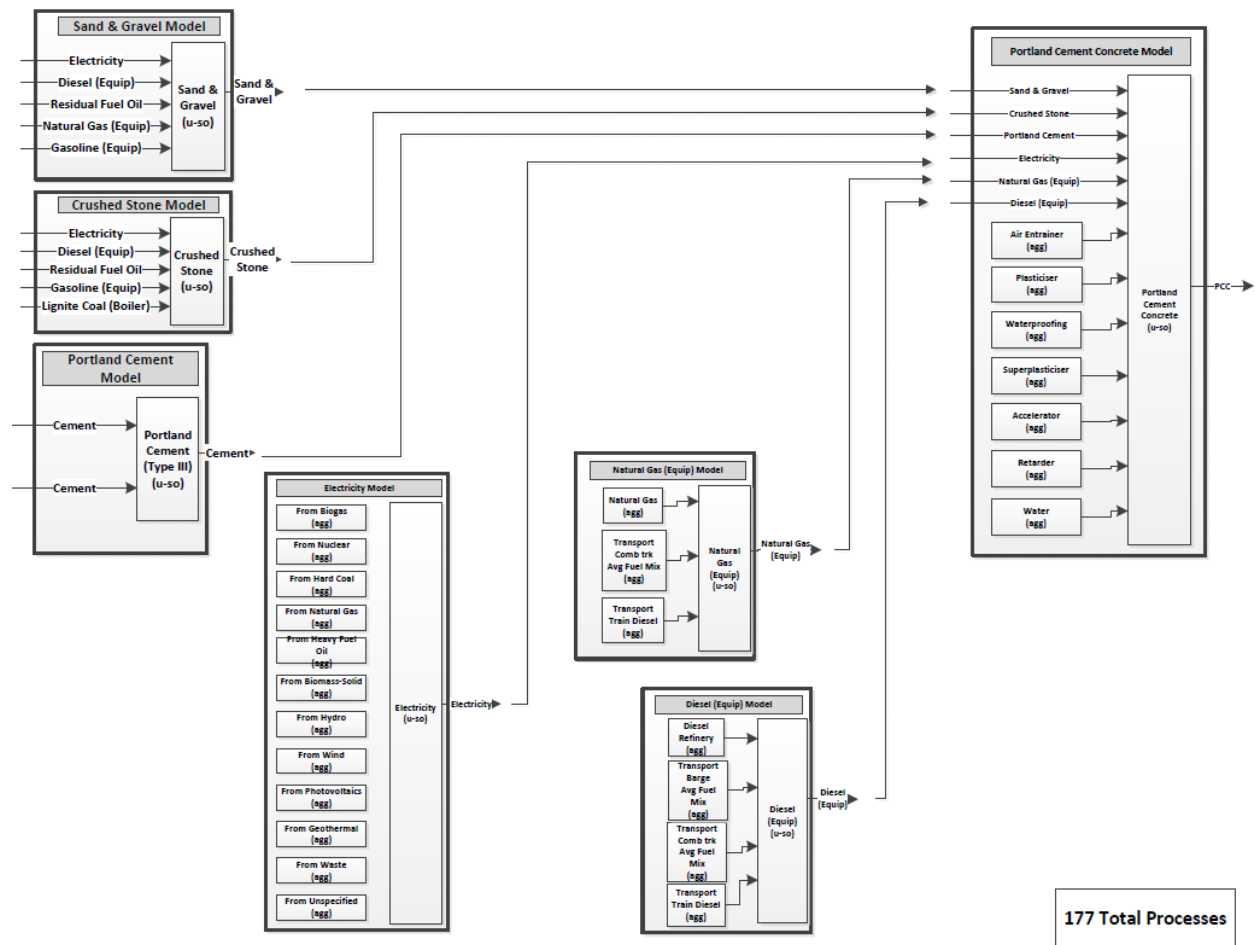 Sand & Gravel Model
Electricity
Diesel (Equip)
Residual Fuel Oil
Natural Gas (Equip)
Gasoline (Equip)
Sand &
Gravel
(u-so)
Sand &
Gravel
Crushed Stone Model
Electricity
Diesel (Equip)
Residual Fuel Oil
Gasoline (Equip)
Lignite Coal (Boiler)
Crushed
Stone
(u-so)
Crushed
Stone
Portland Cement
Model
Cement
Cement
Portland
Cement
(Type III)
(u-so)
Cement
Electricity Model
From Biogas
(agg)
From Nuclear
(agg)
From Hard Coal
(agg)
From Natural Gas
(agg)
From Heavy Fuel
Oil
(agg)
From Biomass-Solid
(agg)
From Hydro
(agg)
From Wind
(agg)
From Photovoltaics
(agg)
From Geothermal
(agg)
From Waste
(agg)
From Unspecified
(agg)
Electricity
(u-so)
Electricity
Natural Gas (Equip) Model
Natural Gas
(agg)
Transport
Comb trk
Avg Fuel Mix
(agg)
Transport
Train Diesel
(agg)
Natural
Gas
(Equip)
(u-so)
Natural Gas
(Equip)
Diesel (Equip) Model
Diesel
Refinery
(agg)
Transport
Barge
Avg Fuel
Mix
(agg)
Transport
Comb trk
Avg Fuel
Mix
(agg)
Transport
Train Diesel
(agg)
Diesel
(Equip)
(u-so)
Diesel
(Equip)
Portland Cement Concrete Model
Sand & Gravel
Crushed Stone
Portland Cement
Electricity
Natural Gas (Equip)
Diesel (Equip)
Air Entrainer
(agg)
Plasticiser
(agg)
Waterproofing
(agg)
Superplasticiser
(agg)
Accelerator
(agg)
Retarder
(agg)
Water
(agg)
Portland
Cement
Concrete
(u-so)
PCC
177 Total Processes